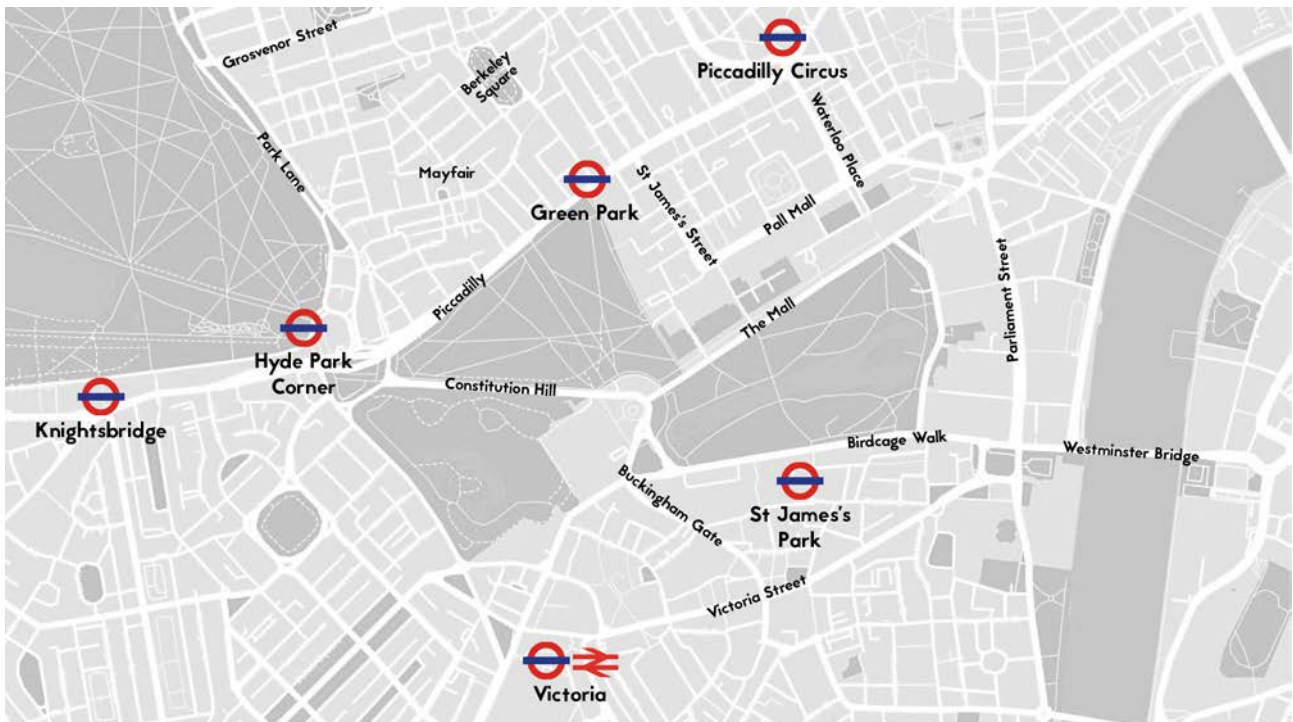 Grosvenor Street
Piccadilly Circus
Berkeley
Square
Waterloo Place
Park Lane
Mayfair
Green Park
St James's Street
Pall Mall
Piccadilly
The Mall
Parliament Street
Hyde Park
Corner
Constitution Hill
Knightsbridge
Birdcage Walk
Westminster Bridge
Buckingham Gate
St James's
Park
Victoria Street
Victoria